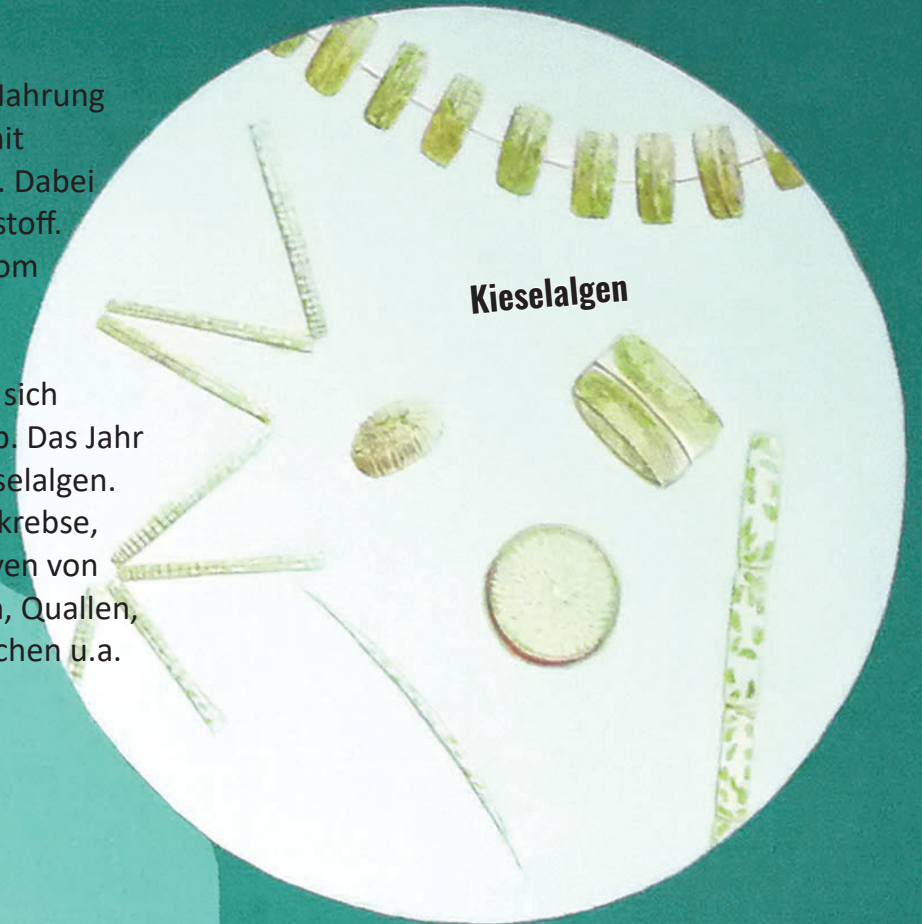 Nahrung
mit
. Dabei
stoff.
om
Kieselalgen
sich
. Das Jahr
selalgen.
krebse,
ven von
, Quallen,
chen u.a.